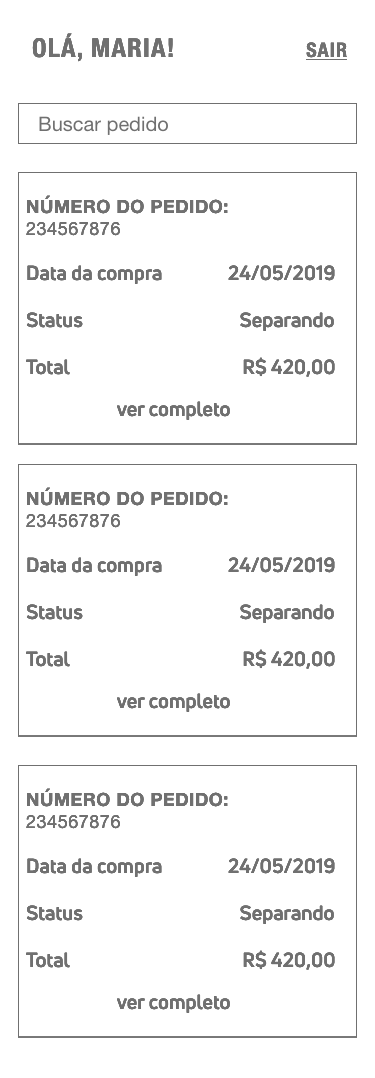 OLÁ, MARIA! SAIR
Buscar pedido
NÚMERO DO PEDIDO:
234567876
Data da compra 24/05/2019
Status Separando
Total R$ 420,00
ver completo
NÚMERO DO PEDIDO:
234567876
Data da compra 24/05/2019
Status Separando
Total R$ 420,00
ver completo
NÚMERO DO PEDIDO:
234567876
Data da compra 24/05/2019
Status Separando
Total R$ 420,00
ver completo